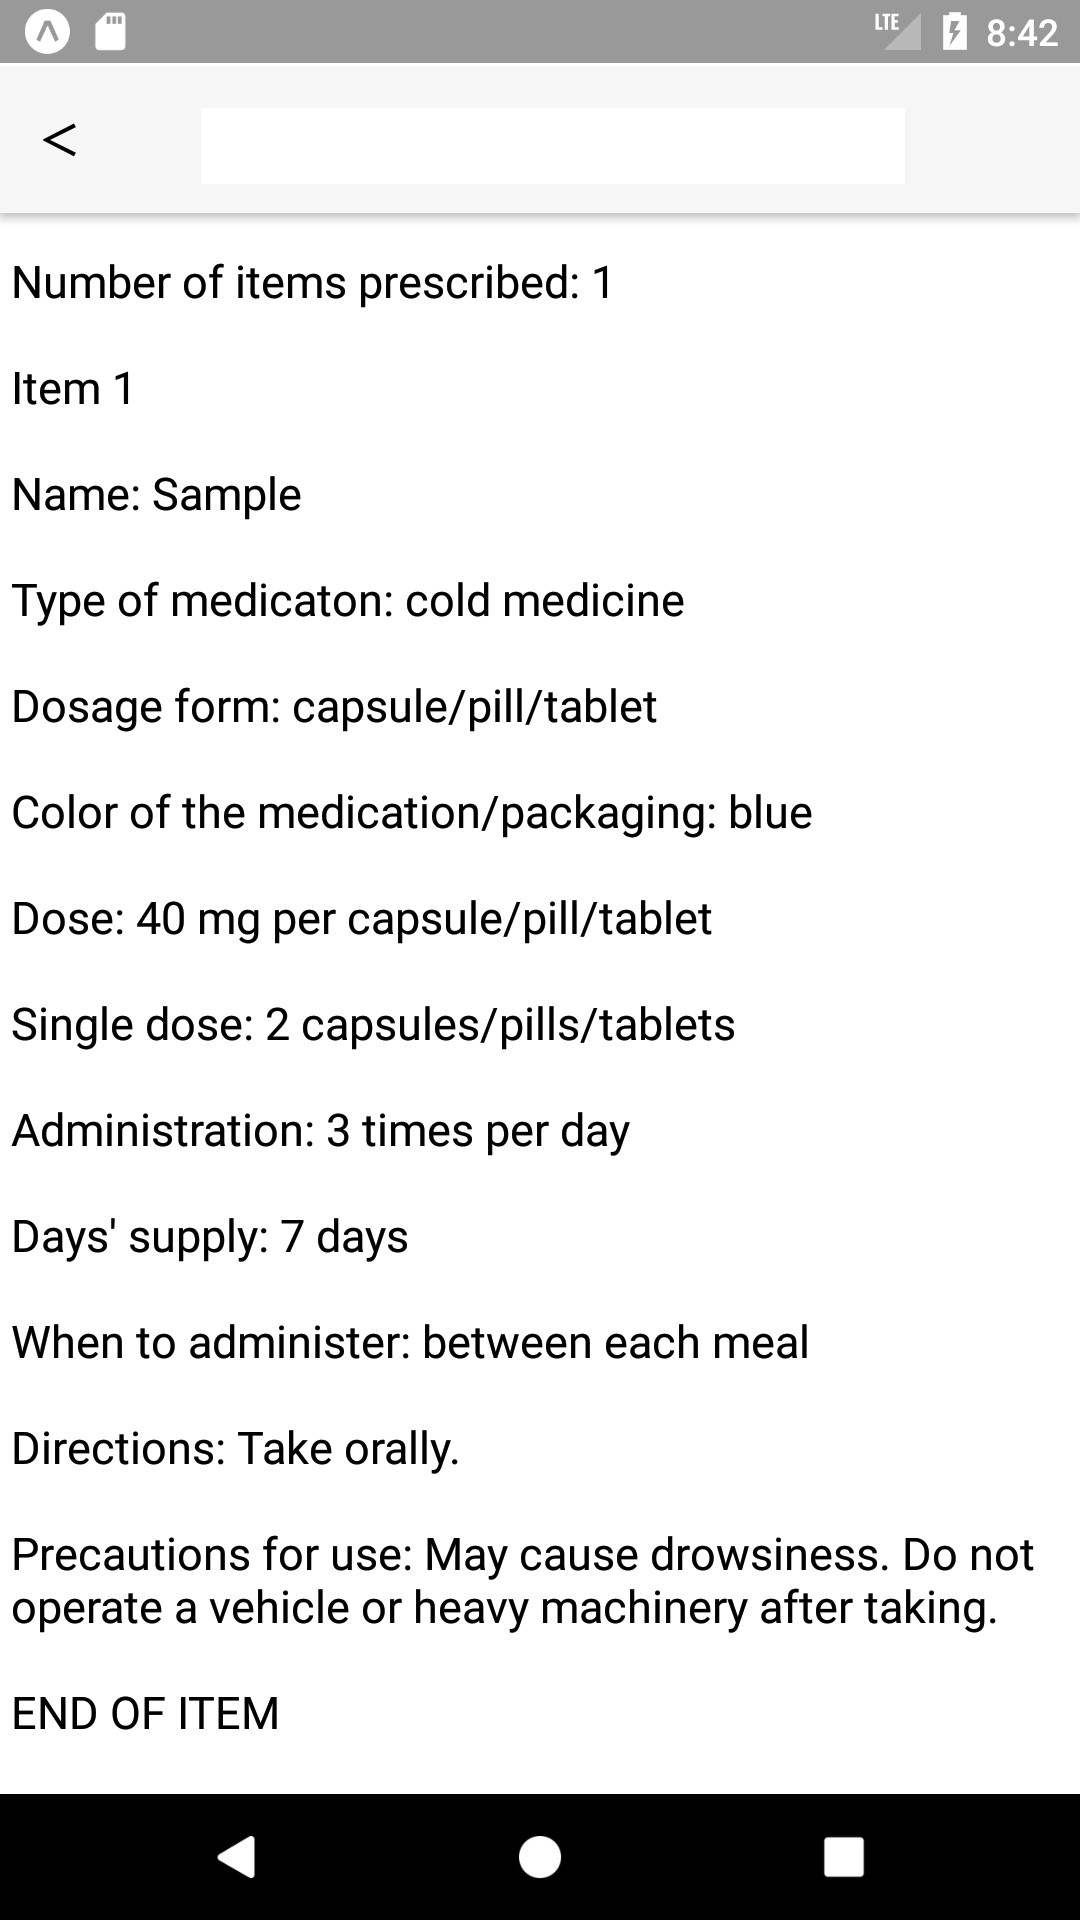 LTE 8:42
<
Number of items prescribed: 1
Item 1
Name: Sample
Type of medicaton: cold medicine
Dosage form: capsule/pill/tablet
Color of the medication/packaging: blue
Dose: 40 mg per capsule/pill/tablet
Single dose: 2 capsules/pills/tablets
Administration: 3 times per day
Days' supply: 7 days
When to administer: between each meal
Directions: Take orally.
Precautions for use: May cause drowsiness. Do not
operate a vehicle or heavy machinery after taking.
END OF ITEM